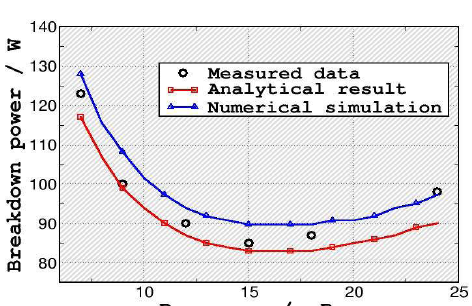 Breakdown power / W
140
130
120
110
100
90
80
Measured data
Analytical result
Numerical simulation
10
15
20
25